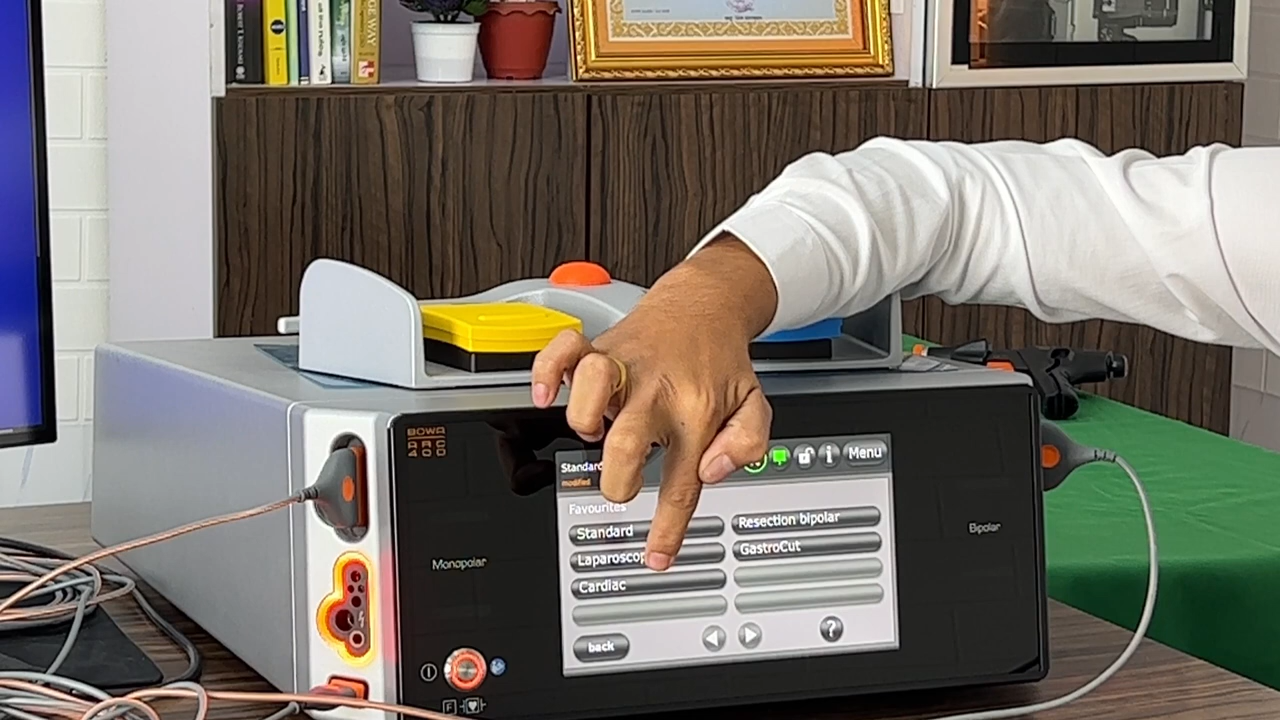 BOWA
ARC
400
Standard
modified
i
Menu
Favourites
Standard
Resection bipolar
Laparoscop
GastroCut
Cardiac
back
?
Monopolar
Bipolar
F